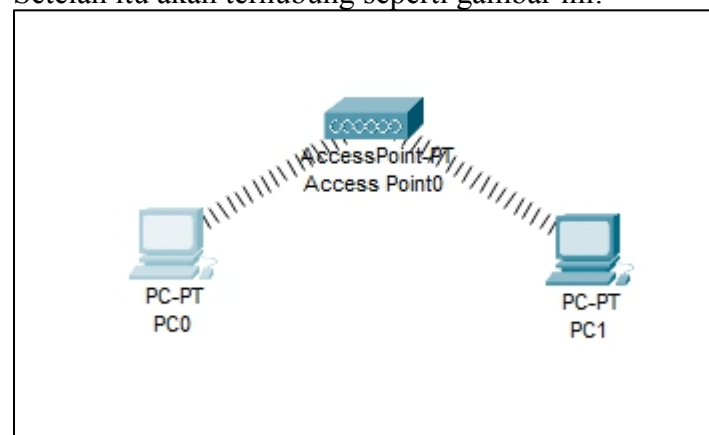 Setelah itu akan terhubung seperti gambar ini:
AccessPoint-PT
Access Point0
PC-PT
PC0
PC-PT
PC1